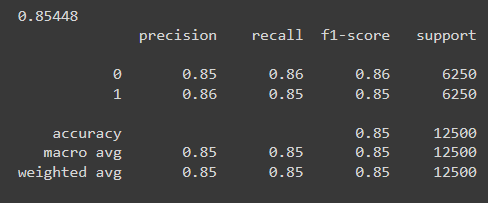 0.85448
precision recall f1-score support
0 0.85 0.86 0.86 6250
1 0.86 0.85 0.85 6250
accuracy 0.85 12500
macro avg 0.85 0.85 0.85 12500
weighted avg 0.85 0.85 0.85 12500